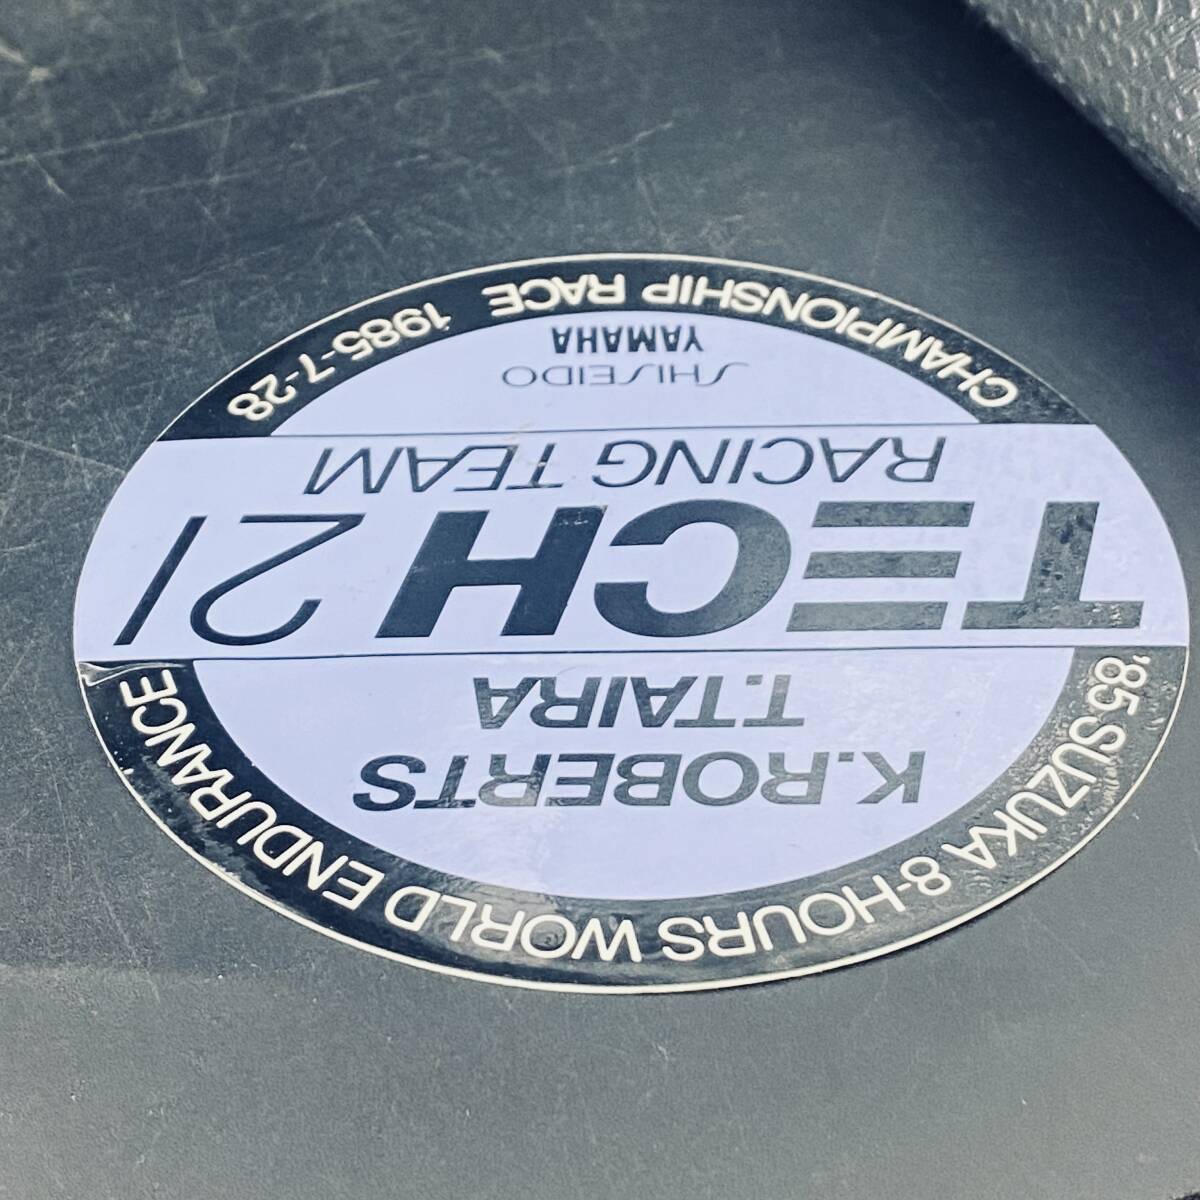 '85 SUZUKA 8-HOURS WORLD ENDURANCE
K.ROBERTS
T.TAIRA
TECH 21
RACING TEAM
SHISEIDO
YAMAHA
CHAMPIONSHIP RACE 1985-7-28